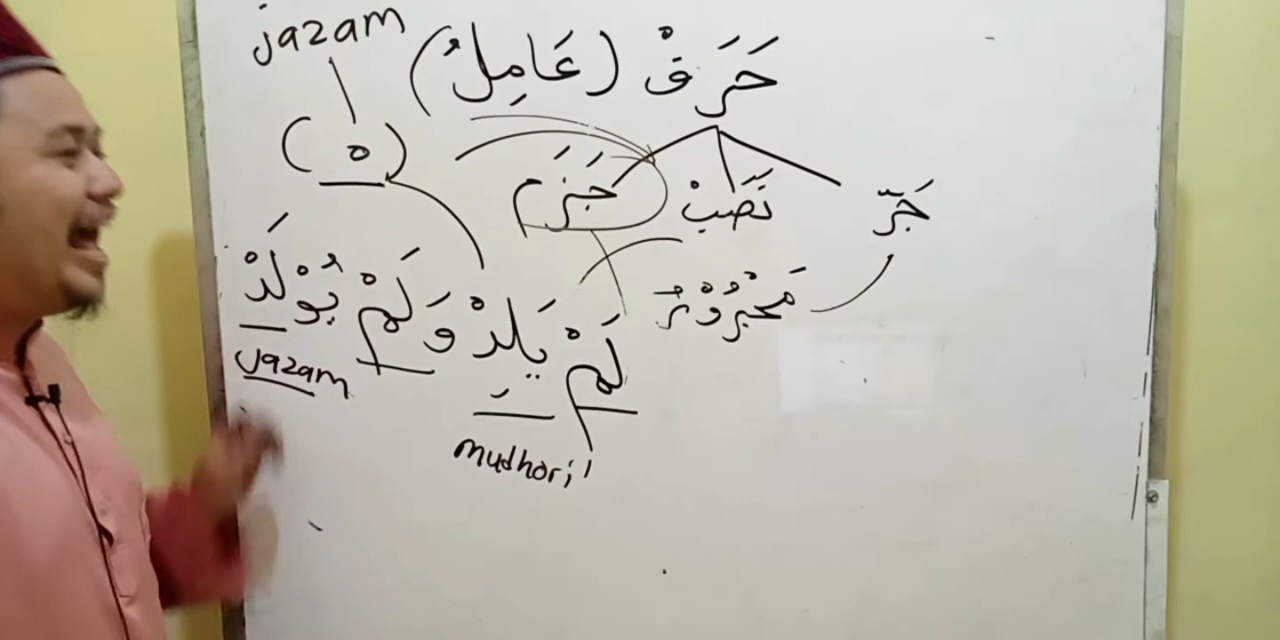 jazam
حَرَفْ (عَامِلُ)
(ه)
جَرّ نَصَبْ جَزَم
مَجْرُوْرٌ
لَمْ يَلِدْ وَلَمْ يُوْلَدْ
Jazam
mudhori'